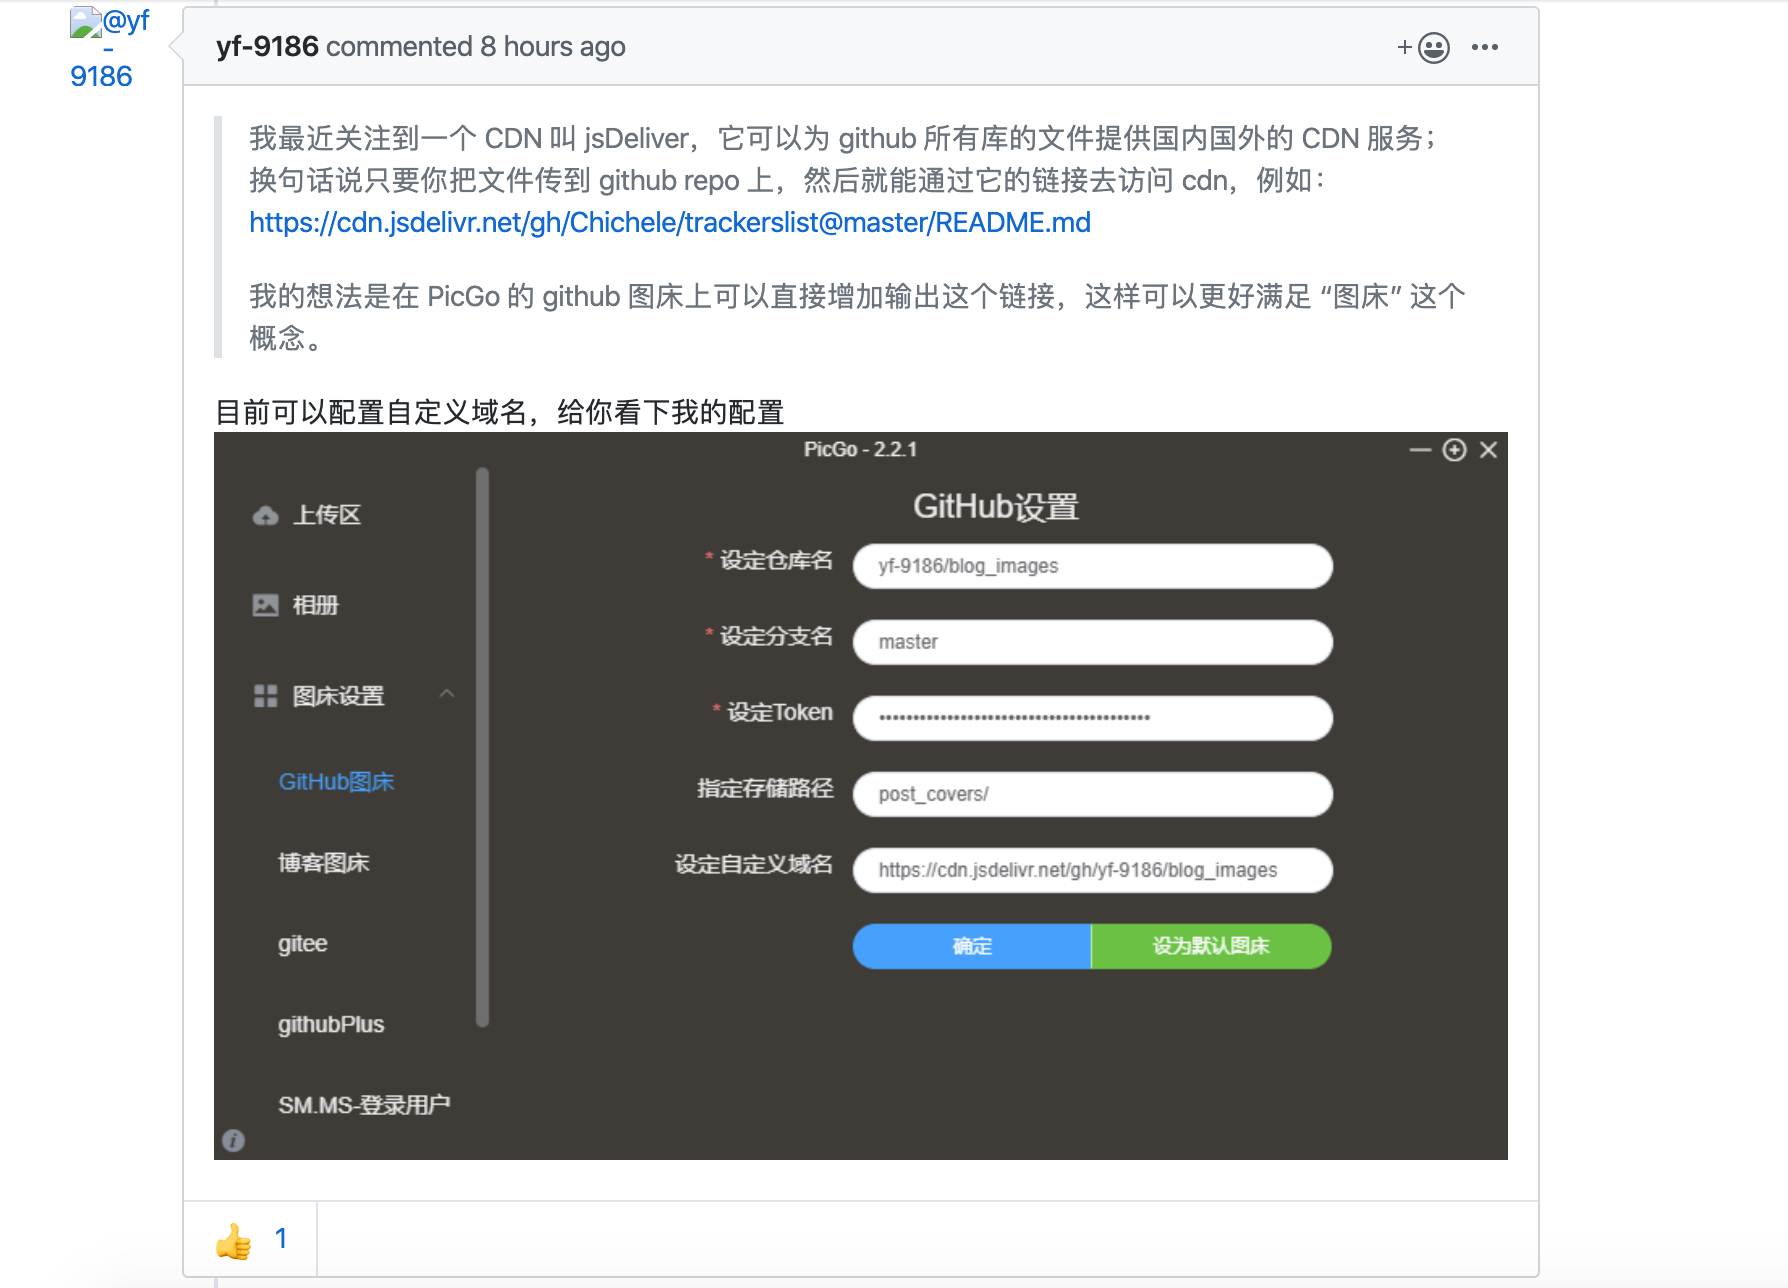 @yf
-
9186
yf-9186 commented 8 hours ago
我最近关注到一个 CDN 叫 jsDeliver，它可以为 github 所有库的文件提供国内国外的 CDN 服务；
换句话说只要你把文件传到 github repo 上，然后就能通过它的链接去访问 cdn，例如：
https://cdn.jsdelivr.net/gh/Chichele/trackerslist@master/README.md
我的想法是在 PicGo 的 github 图床上可以直接增加输出这个链接，这样可以更好满足 “图床” 这个
概念。
目前可以配置自定义域名，给你看下我的配置
PicGo - 2.2.1
上传区
相册
图床设置
GitHub图床
博客图床
gitee
githubPlus
SM.MS-登录用户
GitHub设置
* 设定仓库名 yf-9186/blog_images
* 设定分支名 master
* 设定Token ••••••••••••••••••••••••••••••••••••••••
指定存储路径 post_covers/
设定自定义域名 https://cdn.jsdelivr.net/gh/yf-9186/blog_images
确定 设为默认图床
👍 1